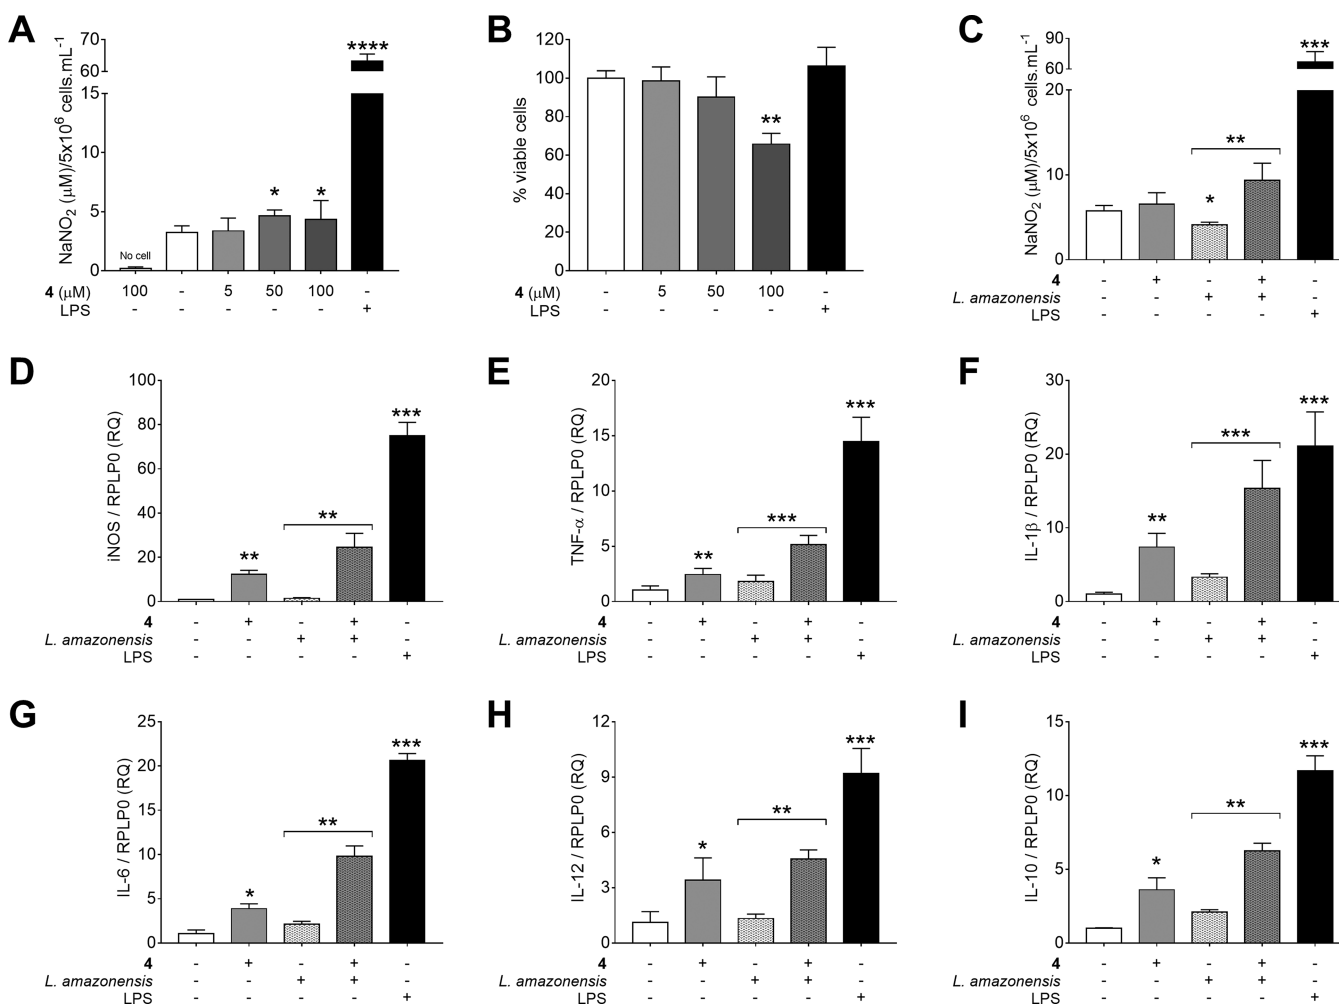 A
NaNO2 (μM)/5x10⁶ cells.mL⁻¹
70
60
15
10
5
0
No cell
*
*
****
4 (μM) 100 - 5 50 100 -
LPS - - - - - +
B
% viable cells
120
100
80
60
40
20
0
**
4 (μM) - 5 50 100 -
LPS - - - - +
C
NaNO2 (μM)/5x10⁶ cells.mL⁻¹
90
60
20
10
0
*
**
***
4 - + - + -
L. amazonensis - - + + -
LPS - - - - +
D
iNOS / RPLP0 (RQ)
100
80
60
40
20
0
**
**
***
4 - + - + -
L. amazonensis - - + + -
LPS - - - - +
E
TNF-α / RPLP0 (RQ)
20
15
10
5
0
**
***
***
4 - + - + -
L. amazonensis - - + + -
LPS - - - - +
F
IL-1β / RPLP0 (RQ)
30
20
10
0
**
***
***
4 - + - + -
L. amazonensis - - + + -
LPS - - - - +
G
IL-6 / RPLP0 (RQ)
25
20
15
10
5
0
*
**
***
4 - + - + -
L. amazonensis - - + + -
LPS - - - - +
H
IL-12 / RPLP0 (RQ)
12
9
6
3
0
*
**
***
4 - + - + -
L. amazonensis - - + + -
LPS - - - - +
I
IL-10 / RPLP0 (RQ)
15
10
5
0
*
**
***
4 - + - + -
L. amazonensis - - + + -
LPS - - - - +